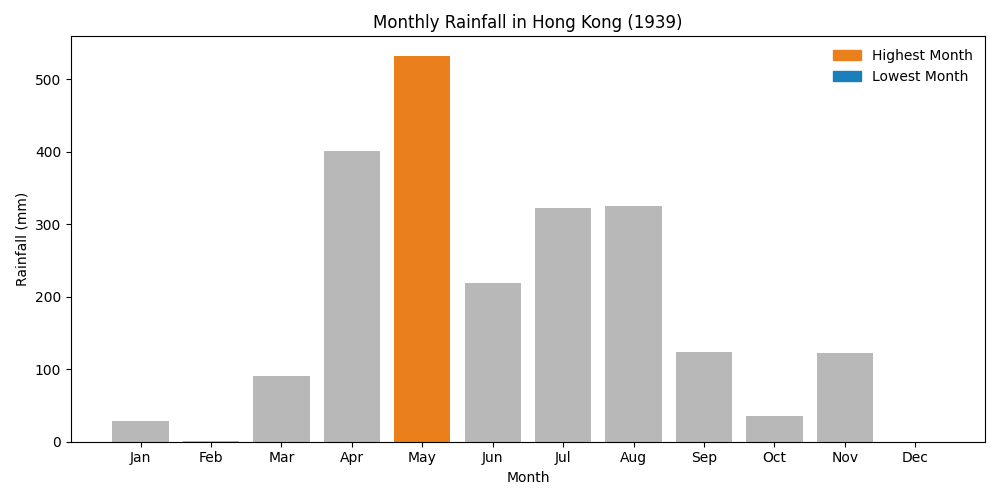 Monthly Rainfall in Hong Kong (1939)
Highest Month
Lowest Month
Rainfall (mm)
500
400
300
200
100
0
Jan Feb Mar Apr May Jun Jul Aug Sep Oct Nov Dec
Month